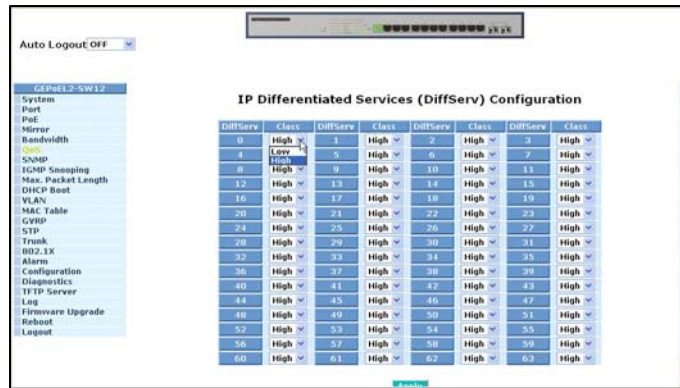 Auto Logout OFF
GEPoEL2-SW12
System
Port
PoE
Mirror
Bandwidth
QoS
SNMP
IGMP Snooping
Max. Packet Length
DHCP Boot
VLAN
MAC Table
GVRP
STP
Trunk
802.1X
Alarm
Configuration
Diagnostics
TFTP Server
Log
Firmware Upgrade
Reboot
Logout
IP Differentiated Services (DiffServ) Configuration
DiffServ Class DiffServ Class DiffServ Class DiffServ Class
0 High 1 High 2 High 3 High
Low
High
4 5 High 6 High 7 High
8 High 9 High 10 High 11 High
12 High 13 High 14 High 15 High
16 High 17 High 18 High 19 High
20 High 21 High 22 High 23 High
24 High 25 High 26 High 27 High
28 High 29 High 30 High 31 High
32 High 33 High 34 High 35 High
36 High 37 High 38 High 39 High
40 High 41 High 42 High 43 High
44 High 45 High 46 High 47 High
48 High 49 High 50 High 51 High
52 High 53 High 54 High 55 High
56 High 57 High 58 High 59 High
60 High 61 High 62 High 63 High
Apply